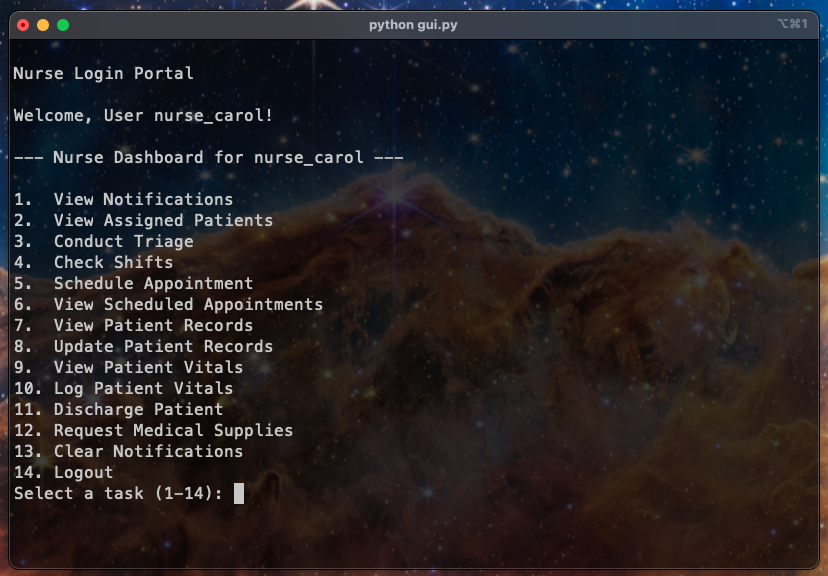 python gui.py
⌥⌘1
Nurse Login Portal
Welcome, User nurse_carol!
--- Nurse Dashboard for nurse_carol ---
1. View Notifications
2. View Assigned Patients
3. Conduct Triage
4. Check Shifts
5. Schedule Appointment
6. View Scheduled Appointments
7. View Patient Records
8. Update Patient Records
9. View Patient Vitals
10. Log Patient Vitals
11. Discharge Patient
12. Request Medical Supplies
13. Clear Notifications
14. Logout
Select a task (1-14):